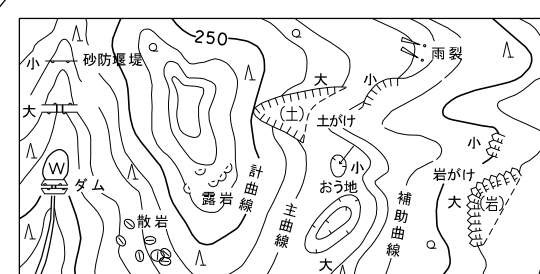 250
小 砂防堰堤
雨裂
大
小
大
(土)
土がけ
小
W
ダム
小
おう地
岩がけ
大
(岩)
露岩
計曲線
主曲線
補助曲線
散岩
大